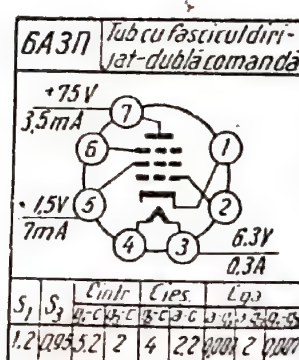 6A3П
Tub cu fascicul diri-
jat-dublă comandă
+75V
3,5mA
7
6
1
5
2
1,5V
7mA
4
3
6.3V
0.3A
S1 S3 Cintr Cies.
1.2 0,95 5,2 2 4 2,2 2